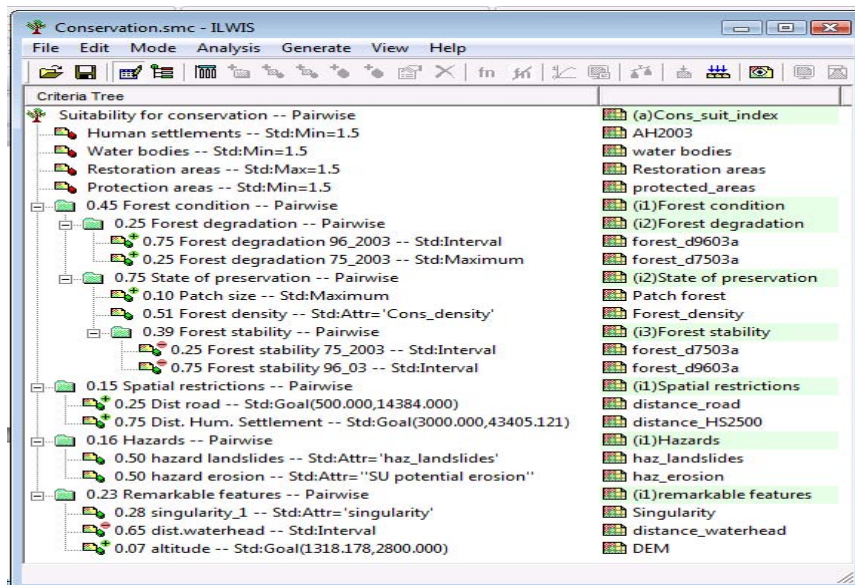 Conservation.smc - ILWIS
File Edit Mode Analysis Generate View Help
fn fn
Criteria Tree
Suitability for conservation -- Pairwise (a)Cons_suit_index
Human settlements -- Std:Min=1.5 AH2003
Water bodies -- Std:Min=1.5 water bodies
Restoration areas -- Std:Max=1.5 Restoration areas
Protection areas -- Std:Min=1.5 protected_areas
0.45 Forest condition -- Pairwise (i1)Forest condition
0.25 Forest degradation -- Pairwise (i2)Forest degradation
0.75 Forest degradation 96_2003 -- Std:Interval forest_d9603a
0.25 Forest degradation 75_2003 -- Std:Maximum forest_d7503a
0.75 State of preservation -- Pairwise (i2)State of preservation
0.10 Patch size -- Std:Maximum Patch forest
0.51 Forest density -- Std:Attr='Cons_density' Forest_density
0.39 Forest stability -- Pairwise (i3)Forest stability
0.25 Forest stability 75_2003 -- Std:Interval forest_d7503a
0.75 Forest stability 96_03 -- Std:Interval forest_d9603a
0.15 Spatial restrictions -- Pairwise (i1)Spatial restrictions
0.25 Dist road -- Std:Goal(500.000,14384.000) distance_road
0.75 Dist. Hum. Settlement -- Std:Goal(3000.000,43405.121) distance_HS2500
0.16 Hazards -- Pairwise (i1)Hazards
0.50 hazard landslides -- Std:Attr='haz_landslides' haz_landslides
0.50 hazard erosion -- Std:Attr=''SU potential erosion'' haz_erosion
0.23 Remarkable features -- Pairwise (i1)remarkable features
0.28 singularity_1 -- Std:Attr='singularity' Singularity
0.65 dist.waterhead -- Std:Interval distance_waterhead
0.07 altitude -- Std:Goal(1318.178,2800.000) DEM